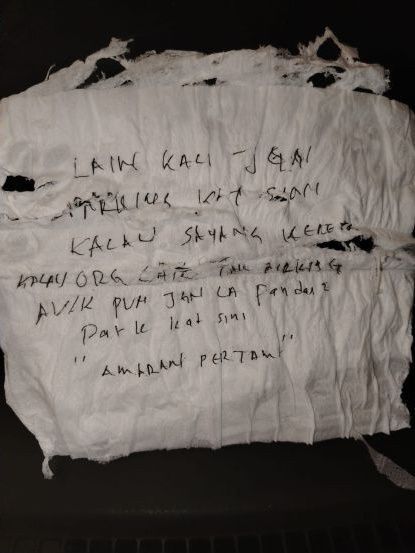 LAIN KALI JGN
PARKING KAT SINI
KALAU SAYANG KERETA
KALAU ORG LAIN TAK PARKING
AWK PUN JAN LA Pandai2
Park kat sini
" AMARAN PERTAMA "